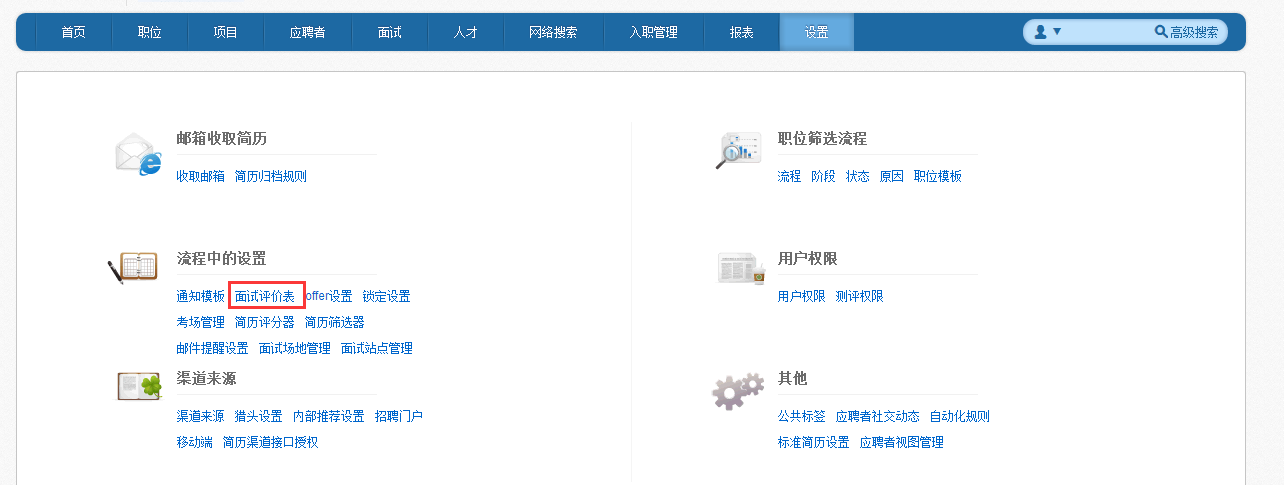 首页 职位 项目 应聘者 面试 人才 网络搜索 入职管理 报表 设置 高级搜索
邮箱收取简历
收取邮箱 简历归档规则
职位筛选流程
流程 阶段 状态 原因 职位模板
流程中的设置
通知模板 面试评价表 offer设置 锁定设置
考场管理 简历评分器 简历筛选器
邮件提醒设置 面试场地管理 面试站点管理
用户权限
用户权限 测评权限
渠道来源
渠道来源 猎头设置 内部推荐设置 招聘门户
移动端 简历渠道接口授权
其他
公共标签 应聘者社交动态 自动化规则
标准简历设置 应聘者视图管理